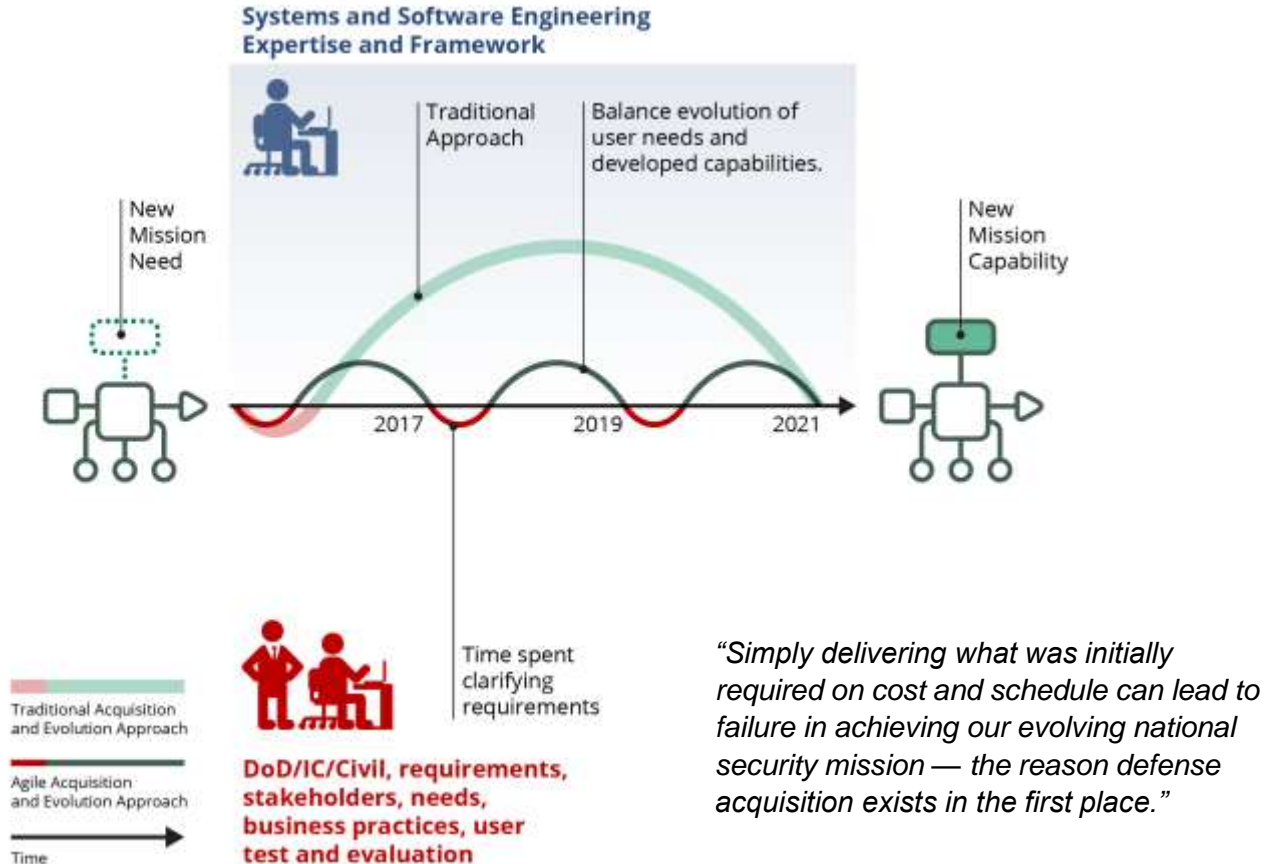 Systems and Software Engineering
Expertise and Framework
Traditional
Approach
Balance evolution of
user needs and
developed capabilities.
New
Mission
Need
New
Mission
Capability
2017
2019
2021
Time spent
clarifying
requirements
Traditional Acquisition
and Evolution Approach
Agile Acquisition
and Evolution Approach
Time
DoD/IC/Civil, requirements,
stakeholders, needs,
business practices, user
test and evaluation
“Simply delivering what was initially
required on cost and schedule can lead to
failure in achieving our evolving national
security mission — the reason defense
acquisition exists in the first place.”